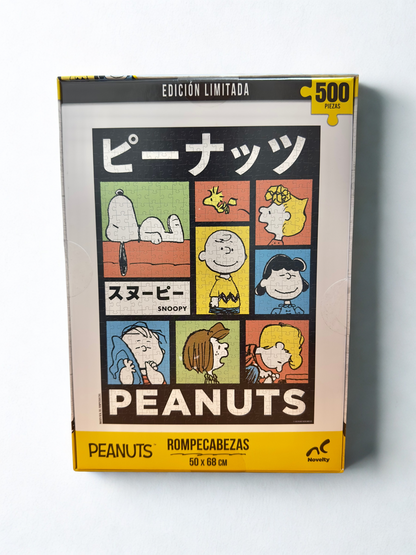 EDICIÓN LIMITADA
500
PIEZAS
ピーナッツ
スヌーピー
SNOOPY
PEANUTS
PEANUTS
ROMPECABEZAS
50 x 68 CM
Novelty